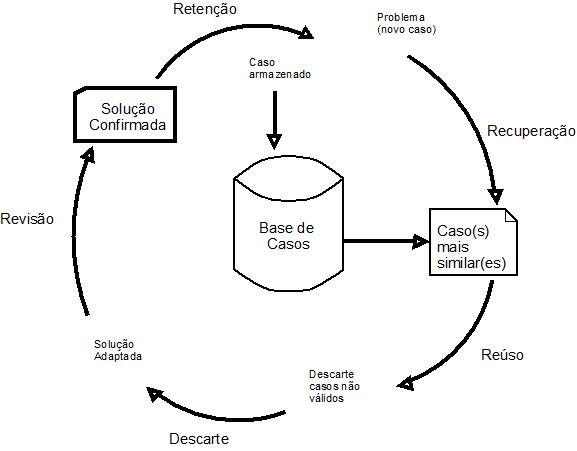 Retenção
Problema
(novo caso)
Caso
armazenado
Solução
Confirmada
Recuperação
Revisão
Base de
Casos
Caso(s)
mais
similar(es)
Solução
Adaptada
Reúso
Descarte
casos não
válidos
Descarte